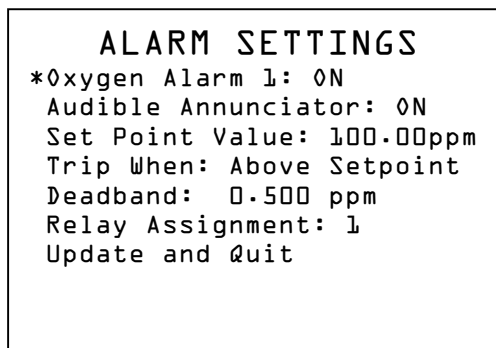 ALARM SETTINGS
*Oxygen Alarm 1: ON
Audible Annunciator: ON
Set Point Value: 100.00ppm
Trip When: Above Setpoint
Deadband: 0.500 ppm
Relay Assignment: 1
Update and Quit